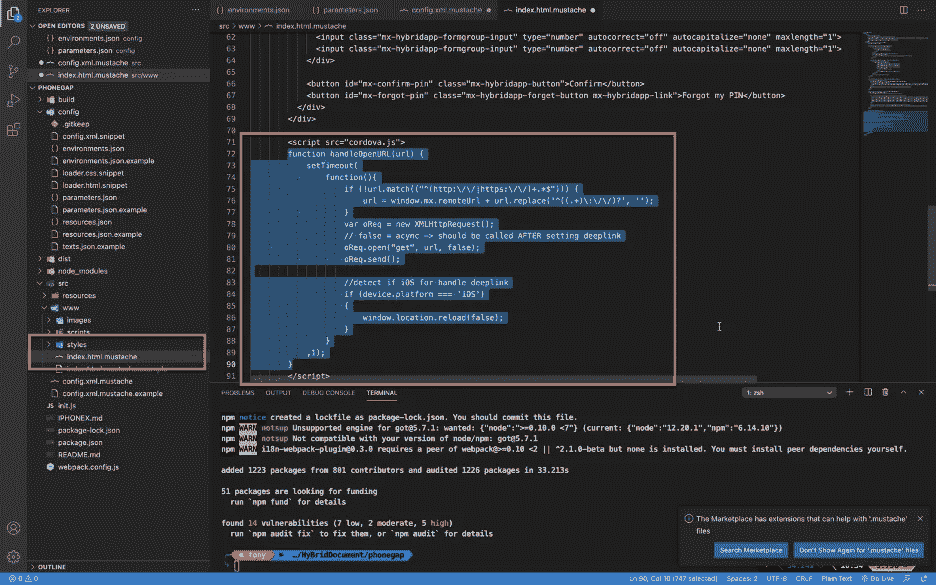 EXPLORER
OPEN EDITORS 2 UNSAVED
{} environments.json config
{} parameters.json config
config.xml.mustache src
index.html.mustache src/www
PHONEGAP
build
config
.gitkeep
config.xml.snippet
environments.json
environments.json.example
loader.css.snippet
loader.html.snippet
parameters.json
parameters.json.example
resources.json
resources.json.example
texts.json.example
dist
node_modules
src
resources
www
images
scripts
styles
index.html.mustache
index.html.mustache.example
config.xml.mustache
config.xml.mustache.example
JS init.js
IPHONEX.md
package-lock.json
package.json
README.md
webpack.config.js
OUTLINE
{} environments.json
{} parameters.json
config.xml.mustache
index.html.mustache
src > www > index.html.mustache
62 <input class="mx-hybridapp-formgroup-input" type="number" autocorrect="off" autocapitalize="none" maxlength="1">
63 <input class="mx-hybridapp-formgroup-input" type="number" autocorrect="off" autocapitalize="none" maxlength="1">
64 </div>
65
66 <button id="mx-confirm-pin" class="mx-hybridapp-button">Confirm</button>
67 <button id="mx-forgot-pin" class="mx-hybridapp-forget-button mx-hybridapp-link">Forgot my PIN</button>
68 </div>
69 </div>
70
71 <script src="cordova.js">
72 function handleOpenURL(url) {
73 setTimeout(
74 function(){
75 if (!url.match(("^(http:\/\/|https:\/\/)+.*$"))) {
76 url = window.mx.remoteUrl + url.replace('^((.+)\:\/\/)?', '');
77 }
78 var oReq = new XMLHttpRequest();
79 // false = acync -> should be called AFTER setting deeplink
80 oReq.open("get", url, false);
81 oReq.send();
82
83 //detect if iOS for handle deeplink
84 if (device.platform === 'iOS')
85 {
86 window.location.reload(false);
87 }
88 }
89 ,1);
90 }
91 </script>
PROBLEMS OUTPUT DEBUG CONSOLE TERMINAL 1: zsh
npm notice created a lockfile as package-lock.json. You should commit this file.
npm WARN notsup Unsupported engine for got@5.7.1: wanted: {"node":">=0.10.0 <7"} (current: {"node":"12.20.1","npm":"6.14.10"})
npm WARN notsup Not compatible with your version of node/npm: got@5.7.1
npm WARN i18n-webpack-plugin@0.3.0 requires a peer of webpack@>=0.10 <2 || ^2.1.0-beta but none is installed. You must install peer dependencies yourself.
added 1223 packages from 801 contributors and audited 1226 packages in 33.213s
51 packages are looking for funding
run `npm fund` for details
found 14 vulnerabilities (7 low, 2 moderate, 5 high)
run `npm audit fix` to fix them, or `npm audit` for details
~/HyBridDocument/phonegap
The Marketplace has extensions that can help with '.mustache' files
Search Marketplace
Don't Show Again for '.mustache' files
0 0
Ln 90, Col 10 (747 selected) Spaces: 2 UTF-8 CRLF Plain Text Go Live